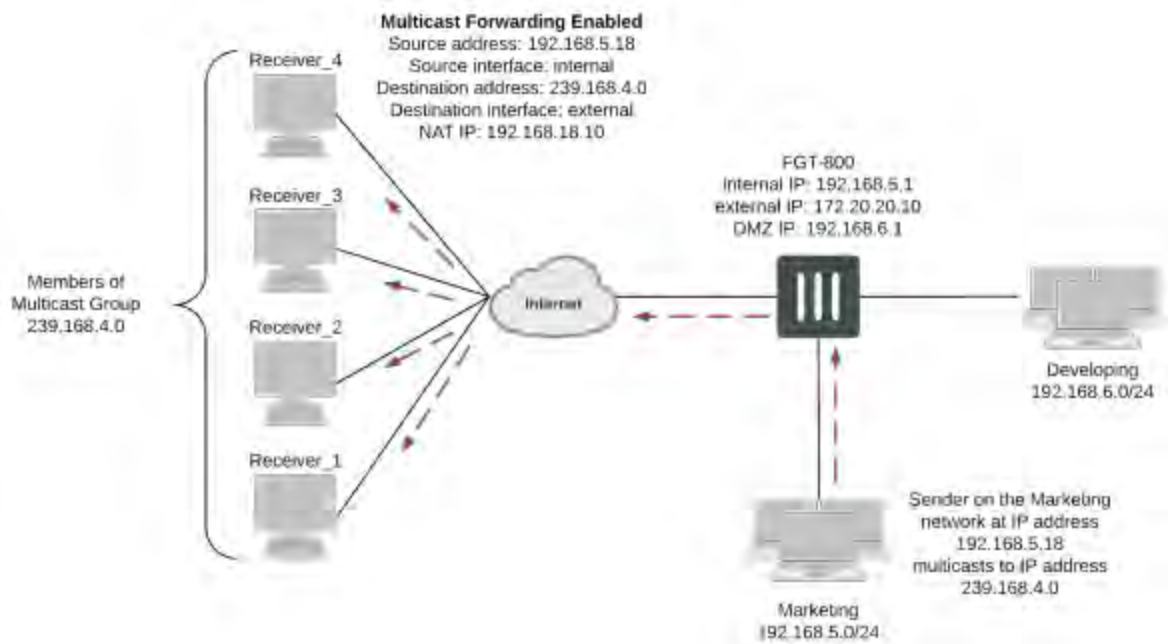 Multicast Forwarding Enabled
Source address: 192.168.5.18
Source interface: internal
Destination address: 239.168.4.0
Destination interface: external
NAT IP: 192.168.18.10
Receiver_4
Receiver_3
Receiver_2
Receiver_1
Members of
Multicast Group
239.168.4.0
Internet
FGT-800
internal IP: 192.168.5.1
external IP: 172.20.20.10
DMZ IP: 192.168.6.1
Developing
192.168.6.0/24
Sender on the Marketing
network at IP address
192.168.5.18
multicasts to IP address
239.168.4.0
Marketing
192.168.5.0/24